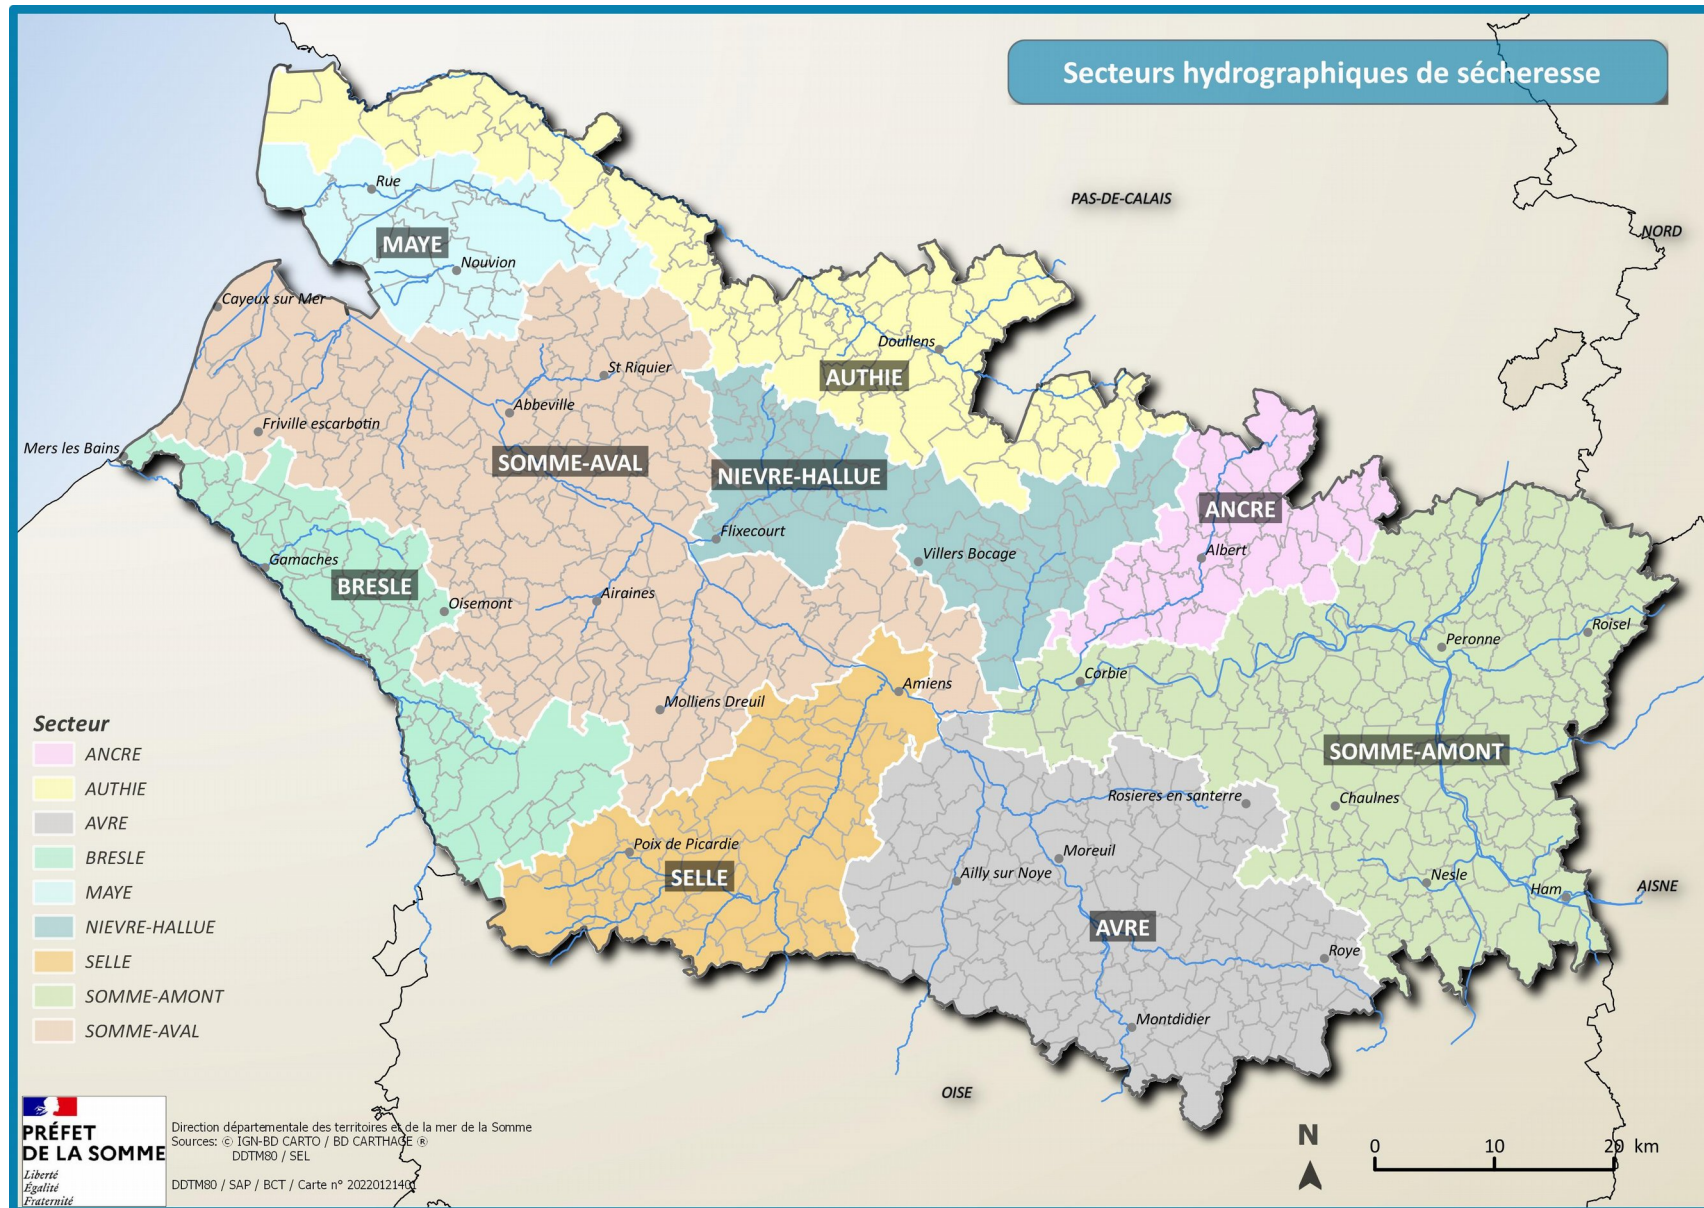 Secteurs hydrographiques de sécheresse
PAS-DE-CALAIS
NORD
Rue
MAYE
Nouvion
Cayeux sur Mer
Doullens
AUTHIE
St Riquier
Abbeville
Friville escarbotin
Mers les Bains
SOMME-AVAL
NIEVRE-HALLUE
ANCRE
Flixecourt
Villers Bocage
Albert
Gamaches
BRESLE
Oisemont
Airaines
Roisel
Peronne
Corbie
Amiens
Molliens Dreuil
SOMME-AMONT
Rosieres en santerre
Chaulnes
Poix de Picardie
SELLE
Moreuil
Ailly sur Noye
Nesle
Ham
AISNE
AVRE
Roye
Montdidier
OISE
Secteur
ANCRE
AUTHIE
AVRE
BRESLE
MAYE
NIEVRE-HALLUE
SELLE
SOMME-AMONT
SOMME-AVAL
PRÉFET
DE LA SOMME
Liberté
Égalité
Fraternité
Direction départementale des territoires et de la mer de la Somme
Sources: © IGN-BD CARTO / BD CARTHAGE ®
DDTM80 / SEL
DDTM80 / SAP / BCT / Carte n° 20220121401
N
0 10 20 km